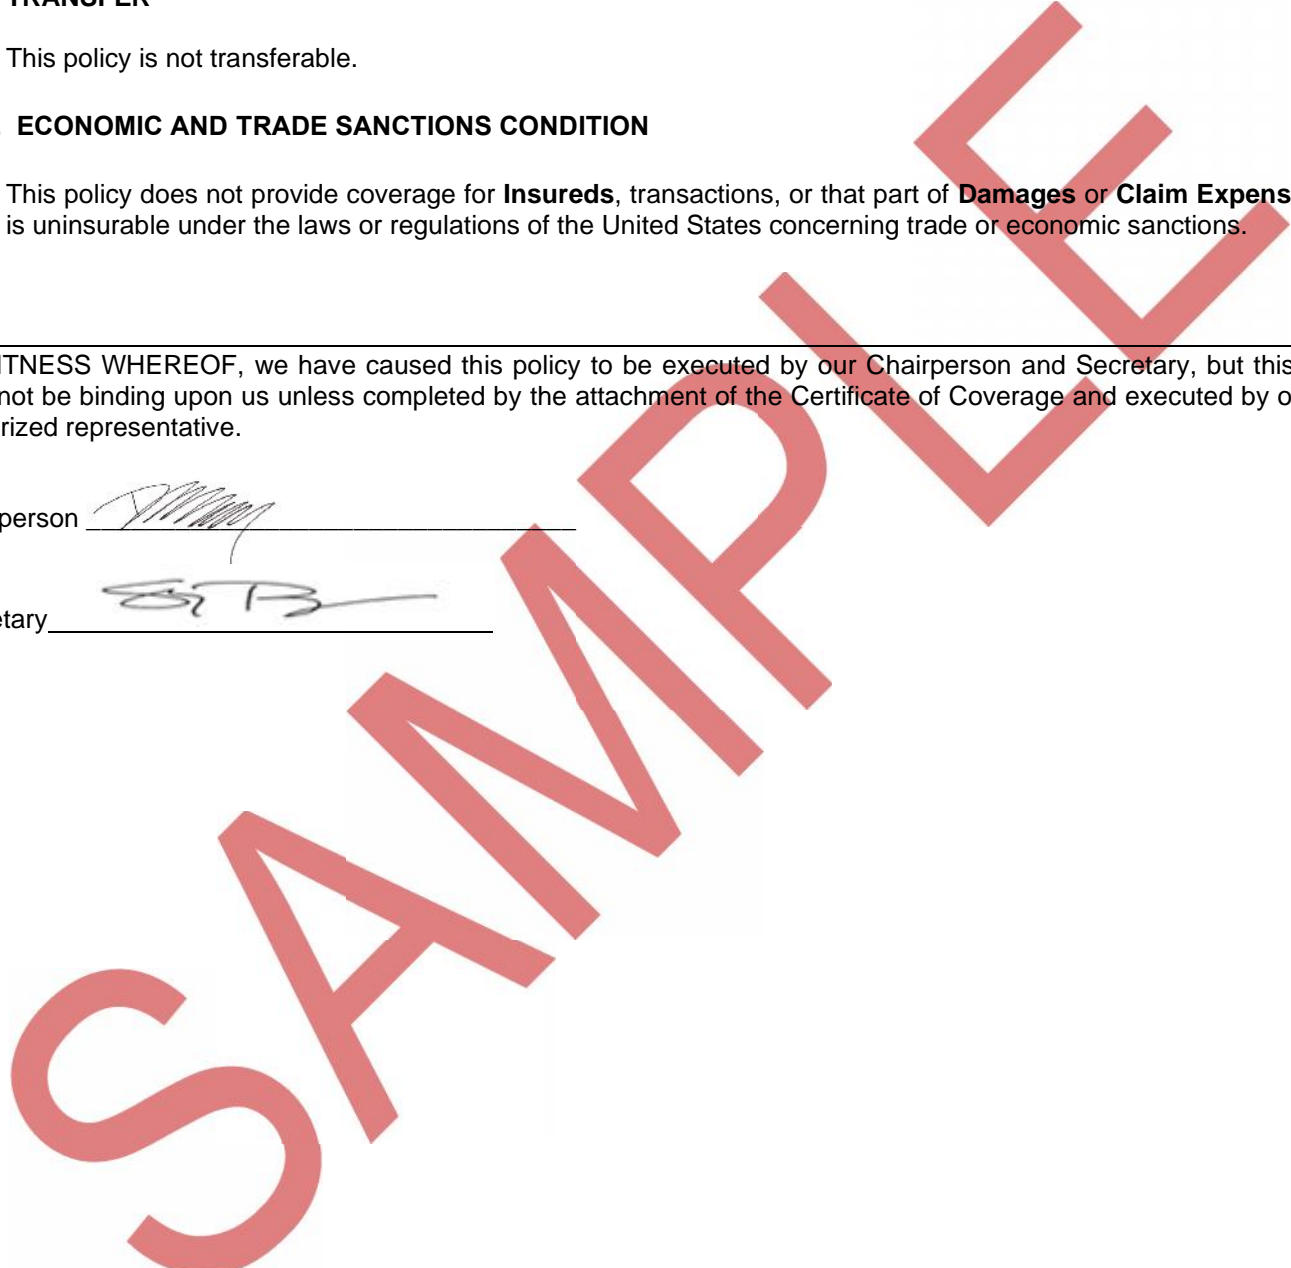 TRANSFER
This policy is not transferable.
. ECONOMIC AND TRADE SANCTIONS CONDITION
This policy does not provide coverage for Insureds, transactions, or that part of Damages or Claim Expens
is uninsurable under the laws or regulations of the United States concerning trade or economic sanctions.
ITNESS WHEREOF, we have caused this policy to be executed by our Chairperson and Secretary, but this
not be binding upon us unless completed by the attachment of the Certificate of Coverage and executed by o
rized representative.
person
etary
SAMPLE